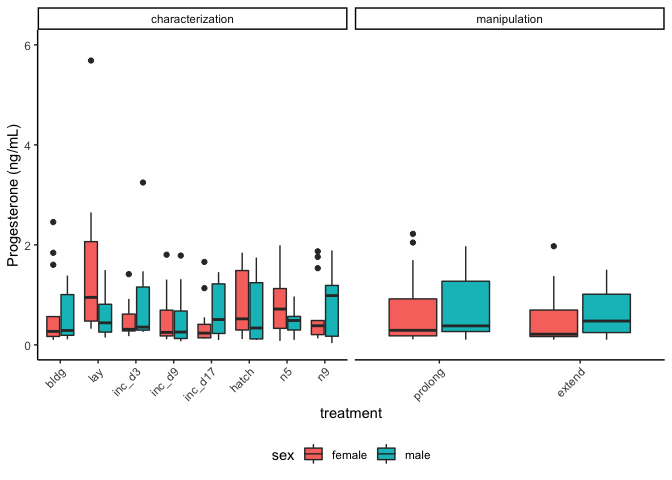 characterization
manipulation
Progesterone (ng/mL)
6
4
2
0
bldg
lay
inc_d3
inc_d9
inc_d17
hatch
n5
n9
prolong
extend
treatment
sex female male